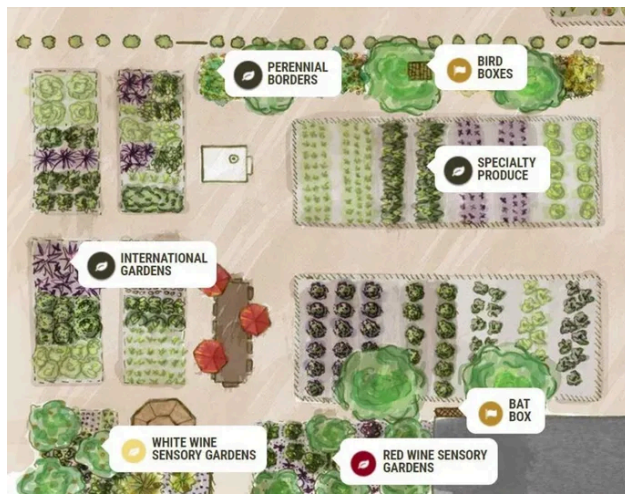 PERENNIAL
BORDERS
BIRD
BOXES
SPECIALTY
PRODUCE
INTERNATIONAL
GARDENS
BAT
BOX
WHITE WINE
SENSORY GARDENS
RED WINE SENSORY
GARDENS